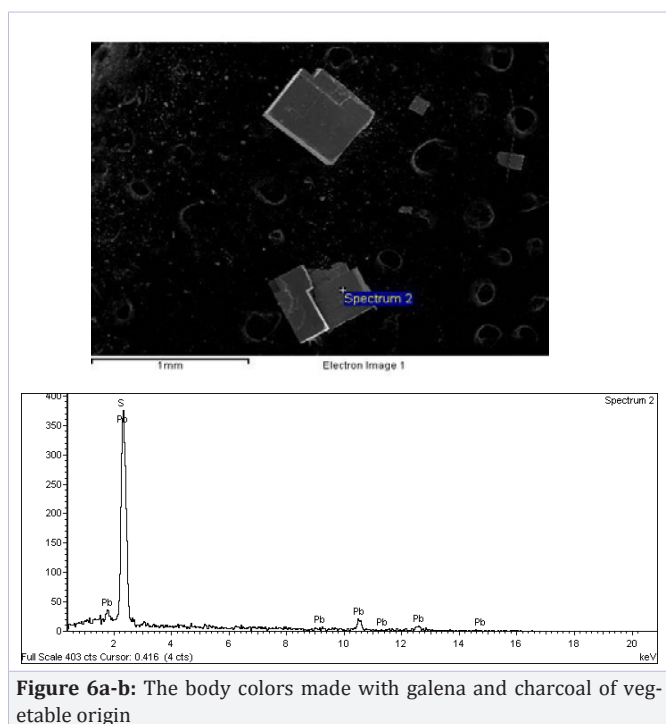 Spectrum 2
1mm
Electron Image 1
Spectrum 2
400
350
300
250
200
150
100
50
0
S
Pb
Pb
Pb
Pb
Pb
Pb
Pb
2
4
6
8
10
12
14
16
18
20
Full Scale 403 cts Cursor: 0.416 (4 cts)
keV
Figure 6a-b: The body colors made with galena and charcoal of veg-
etable origin